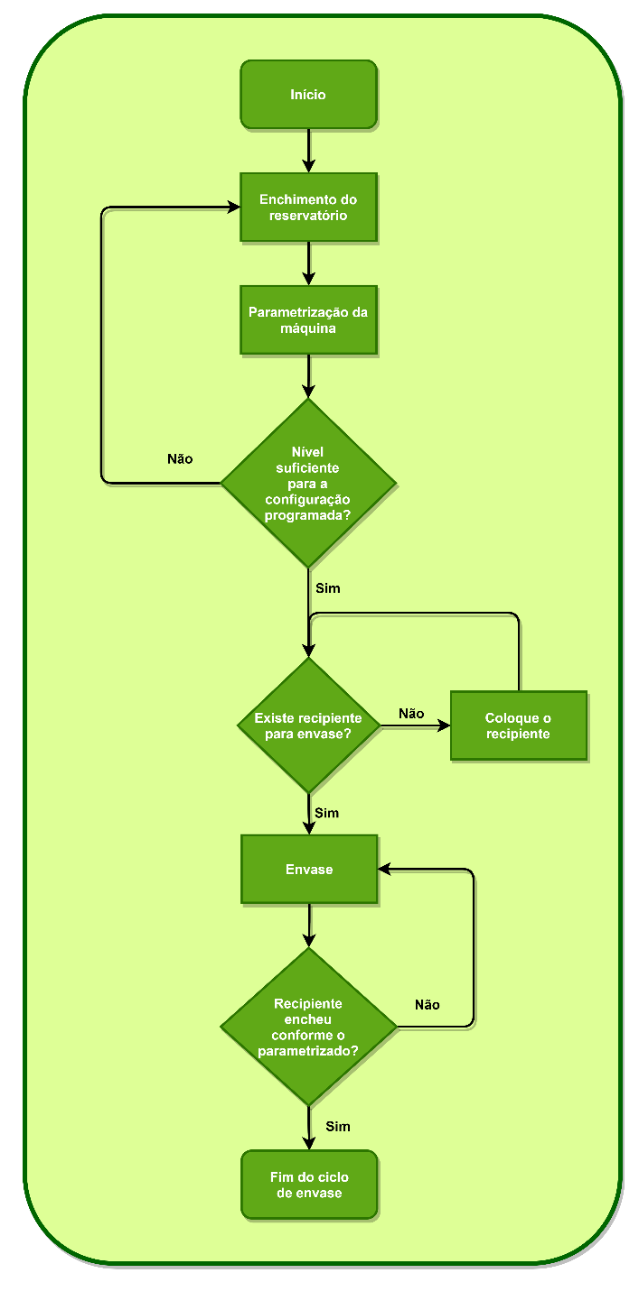 Início
Enchimento do
reservatório
Parametrização da
máquina
Nível
suficiente
para a
configuração
programada?
Não
Sim
Existe recipiente
para envase?
Não
Coloque o
recipiente
Sim
Envase
Recipiente
encheu
conforme o
parametrizado?
Não
Sim
Fim do ciclo
de envase